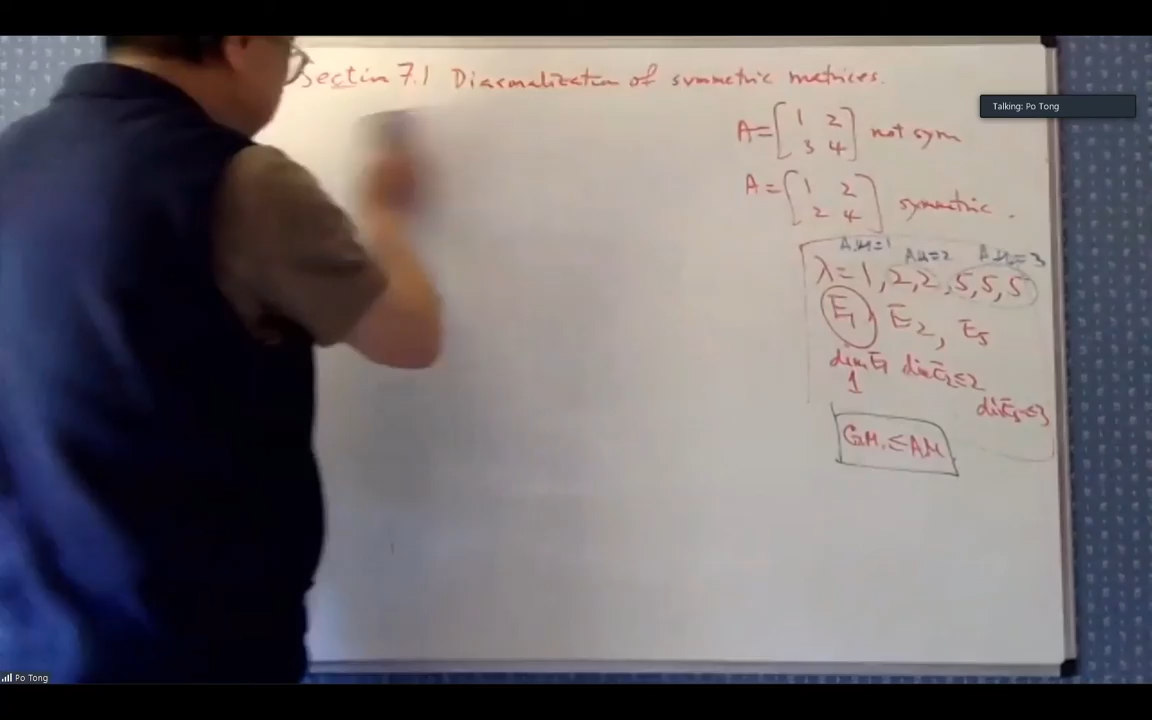 Section 7.1 Diagonalization of symmetric matrices.
Talking: Po Tong
A = [1 2
3 4] not sym
A = [1 2
2 4] symmetric.
A.M=1 AM=2 A.M.=3
λ = 1, 2, 2, 5, 5, 5
E₁, E₂, E₅
dim E₁ dim E₂ ≤ 2
1
dim E₅ ≤ 3
G.M. ≤ AM
Po Tong